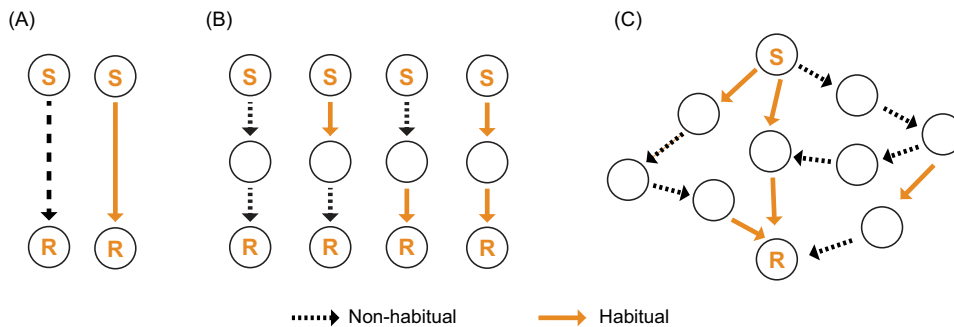 (A) (B) (C)
S S S S S S S
R R R R R R R
Non-habitual Habitual